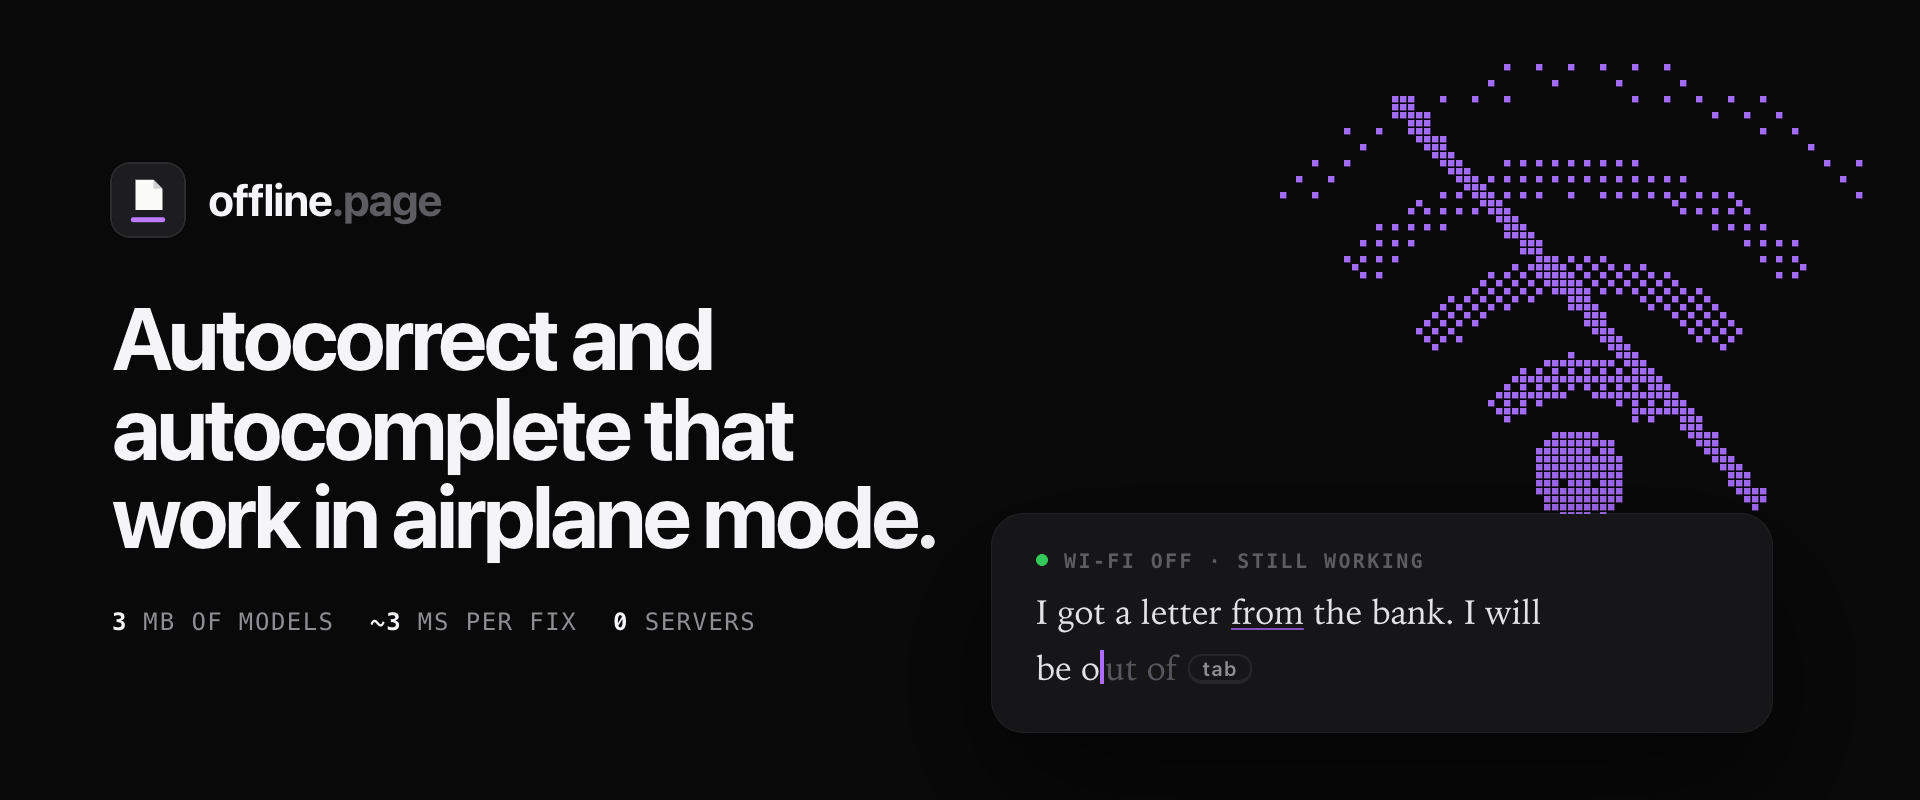 offline.page
Autocorrect and
autocomplete that
work in airplane mode.
3 MB OF MODELS ~3 MS PER FIX 0 SERVERS
WI-FI OFF · STILL WORKING
I got a letter from the bank. I will
be out of tab